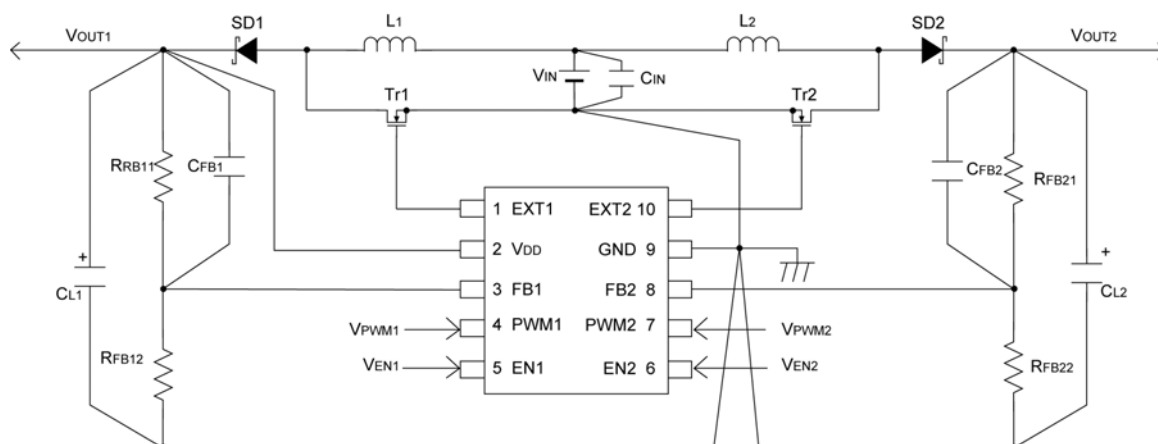 SD1
L1
L2
SD2
VOUT1
VOUT2
VIN
CIN
Tr1
Tr2
RRB11
CFB1
CFB2
RFB21
1 EXT1
EXT2 10
2 VDD
GND 9
+
+
CL1
3 FB1
FB2 8
CL2
VPWM1
4 PWM1
PWM2 7
VPWM2
RFB12
VEN1
5 EN1
EN2 6
VEN2
RFB22